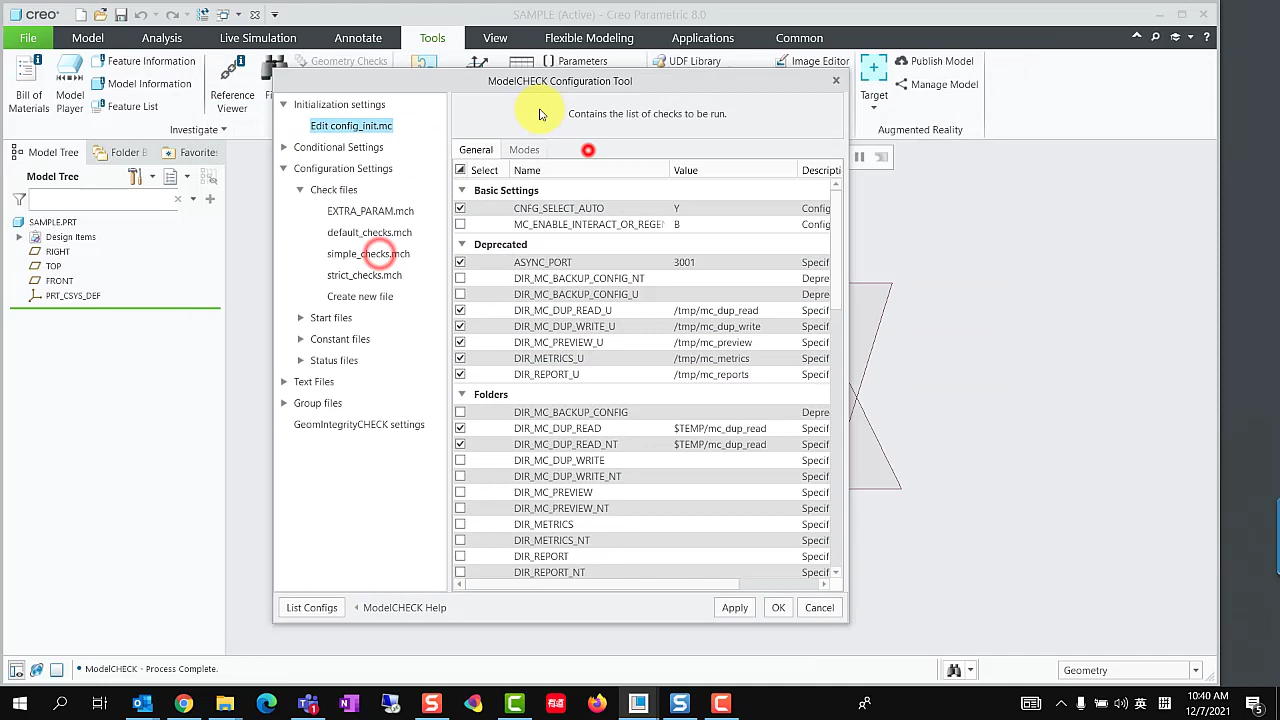 creo
SAMPLE (Active) - Creo Parametric 8.0
File Model Analysis Live Simulation Annotate Tools View Flexible Modeling Applications Common
Bill of Materials
Model Player
Feature Information
Model Information
Feature List
Reference Viewer
Geometry Check
Parameters
UDF Library
Image Editor
Target
Publish Model
Manage Model
Investigate
Augmented Reality
Model Tree
Folder B
Favorite
Model Tree
SAMPLE.PRT
Design Items
RIGHT
TOP
FRONT
PRT_CSYS_DEF
ModelCHECK Configuration Tool
Initialization settings
Edit config_init.mc
Conditional Settings
Configuration Settings
Check files
EXTRA_PARAM.mch
default_checks.mch
simple_checks.mch
strict_checks.mch
Create new file
Start files
Constant files
Status files
Text Files
Group files
GeomIntegrityCHECK settings
Contains the list of checks to be run.
General Modes
Select Name Value Descripti
Basic Settings
CNFG_SELECT_AUTO Y Config
MC_ENABLE_INTERACT_OR_REGEN B Config
Deprecated
ASYNC_PORT 3001 Specif
DIR_MC_BACKUP_CONFIG_NT Depre
DIR_MC_BACKUP_CONFIG_U Depre
DIR_MC_DUP_READ_U /tmp/mc_dup_read Specif
DIR_MC_DUP_WRITE_U /tmp/mc_dup_write Specif
DIR_MC_PREVIEW_U /tmp/mc_preview Specif
DIR_METRICS_U /tmp/mc_metrics Specif
DIR_REPORT_U /tmp/mc_reports Specif
Folders
DIR_MC_BACKUP_CONFIG Depre
DIR_MC_DUP_READ $TEMP/mc_dup_read Specif
DIR_MC_DUP_READ_NT $TEMP/mc_dup_read Specif
DIR_MC_DUP_WRITE Specif
DIR_MC_DUP_WRITE_NT Specif
DIR_MC_PREVIEW Specif
DIR_MC_PREVIEW_NT Specif
DIR_METRICS Specif
DIR_METRICS_NT Specif
DIR_REPORT Specif
DIR_REPORT_NT Specif
List Configs ModelCHECK Help Apply OK Cancel
• ModelCHECK - Process Complete.
Geometry
英 拼
10:40 AM
12/7/2021